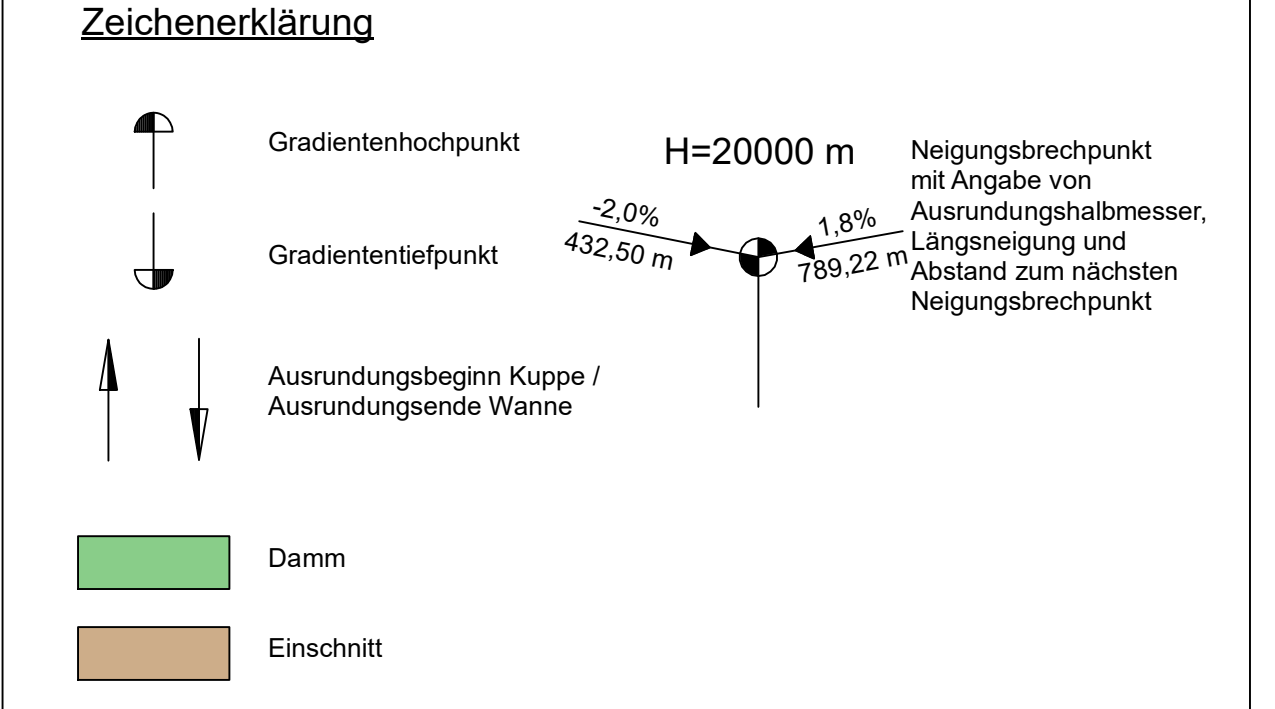 Zeichenerklärung
Gradientenhochpunkt
Gradiententiefpunkt
Ausrundungsbeginn Kuppe /
Ausrundungsende Wanne
Damm
Einschnitt
H=20000 m
-2,0%
432,50 m
1,8%
789,22 m
Neigungsbrechpunkt
mit Angabe von
Ausrundungshalbmesser,
Längsneigung und
Abstand zum nächsten
Neigungsbrechpunkt